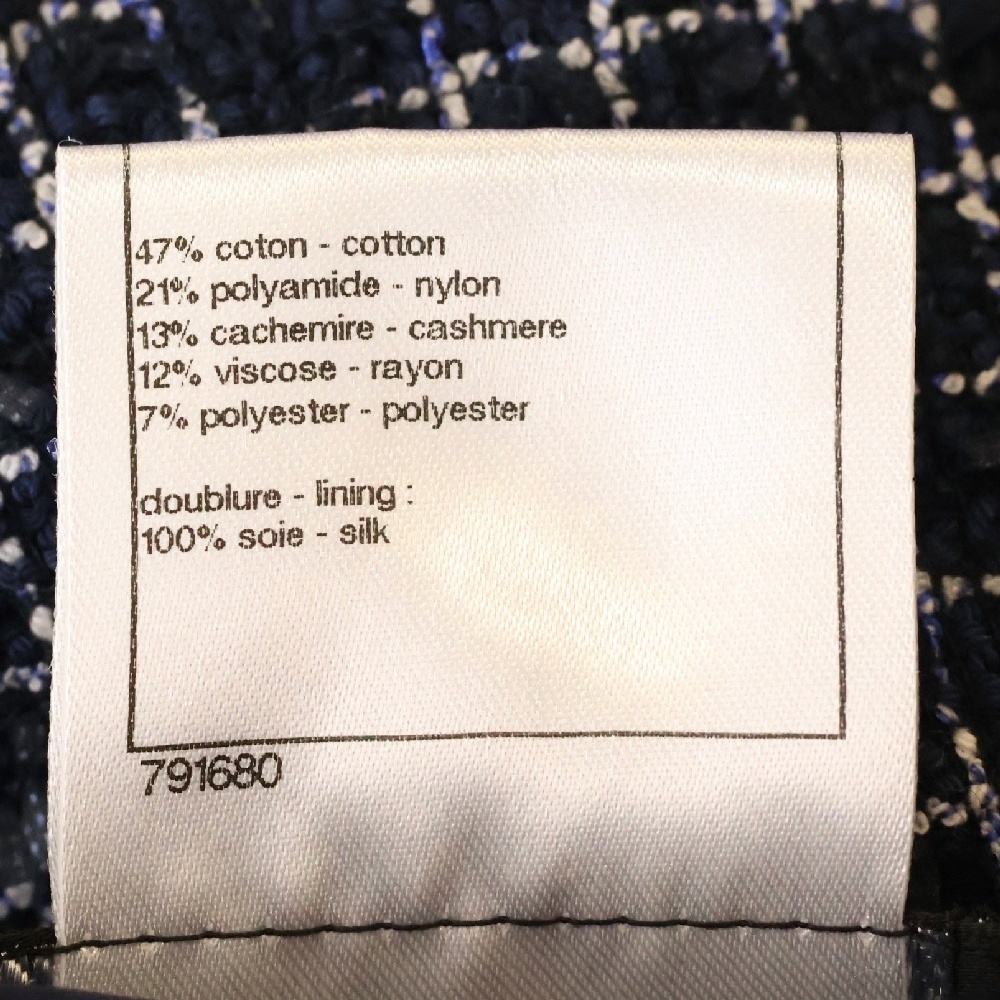 47% coton - cotton
21% polyamide - nylon
13% cachemire - cashmere
12% viscose - rayon
7% polyester - polyester
doublure - lining :
100% soie - silk
791680